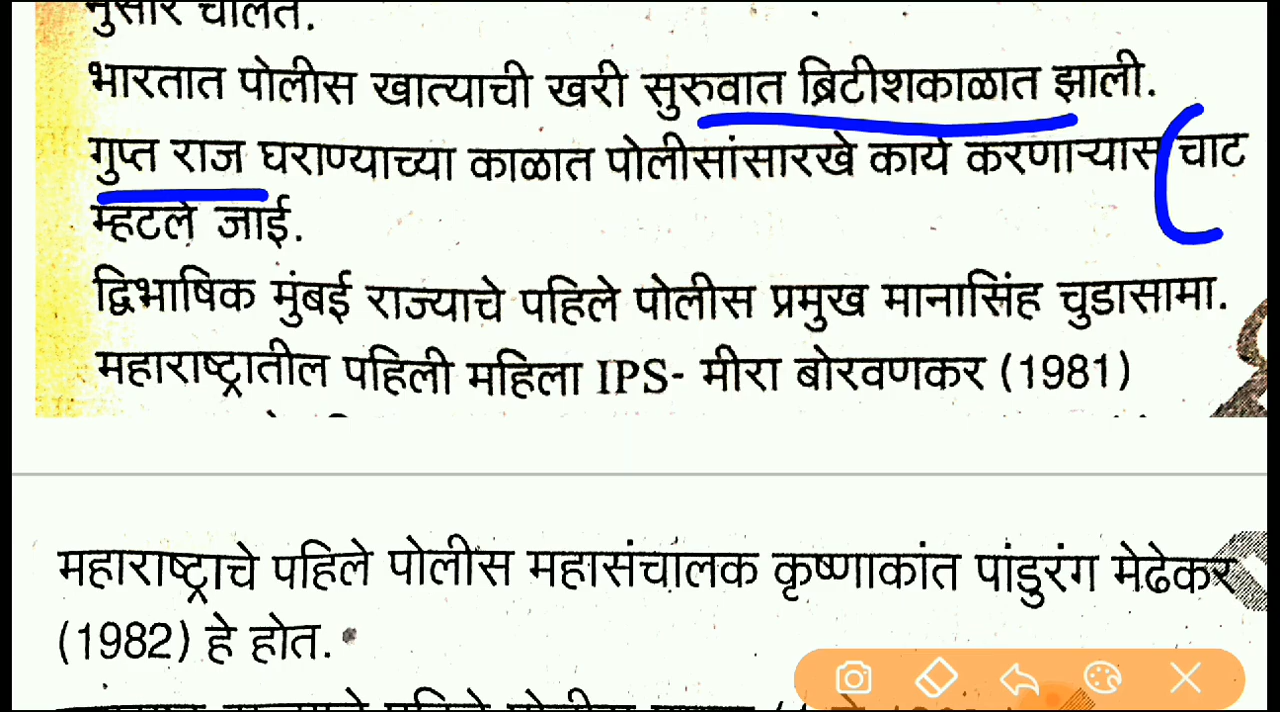 नुसार चालते.
भारतात पोलीस खात्याची खरी सुरुवात ब्रिटीशकाळात झाली.
गुप्त राज घराण्याच्या काळात पोलीसांसारखे कार्य करणाऱ्यास चाट
म्हटले जाई.
द्विभाषिक मुंबई राज्याचे पहिले पोलीस प्रमुख मानासिंह चुडासामा.
महाराष्ट्रातील पहिली महिला IPS- मीरा बोरवणकर (1981)
महाराष्ट्राचे पहिले पोलीस महासंचालक कृष्णाकांत पांडुरंग मेढेकर
(1982) हे होत.